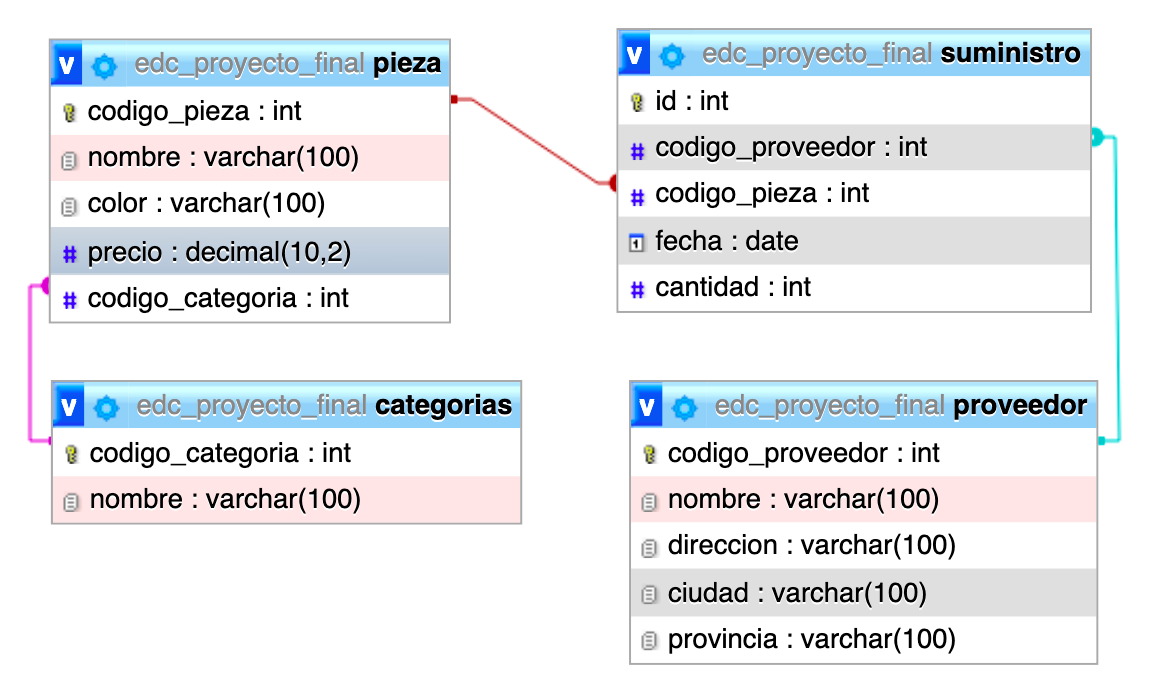 v edc_proyecto_final pieza
codigo_pieza : int
nombre : varchar(100)
color : varchar(100)
# precio : decimal(10,2)
# codigo_categoria : int
v edc_proyecto_final suministro
id : int
# codigo_proveedor : int
# codigo_pieza : int
1 fecha : date
# cantidad : int
v edc_proyecto_final categorias
codigo_categoria : int
nombre : varchar(100)
v edc_proyecto_final proveedor
codigo_proveedor : int
nombre : varchar(100)
direccion : varchar(100)
ciudad : varchar(100)
provincia : varchar(100)